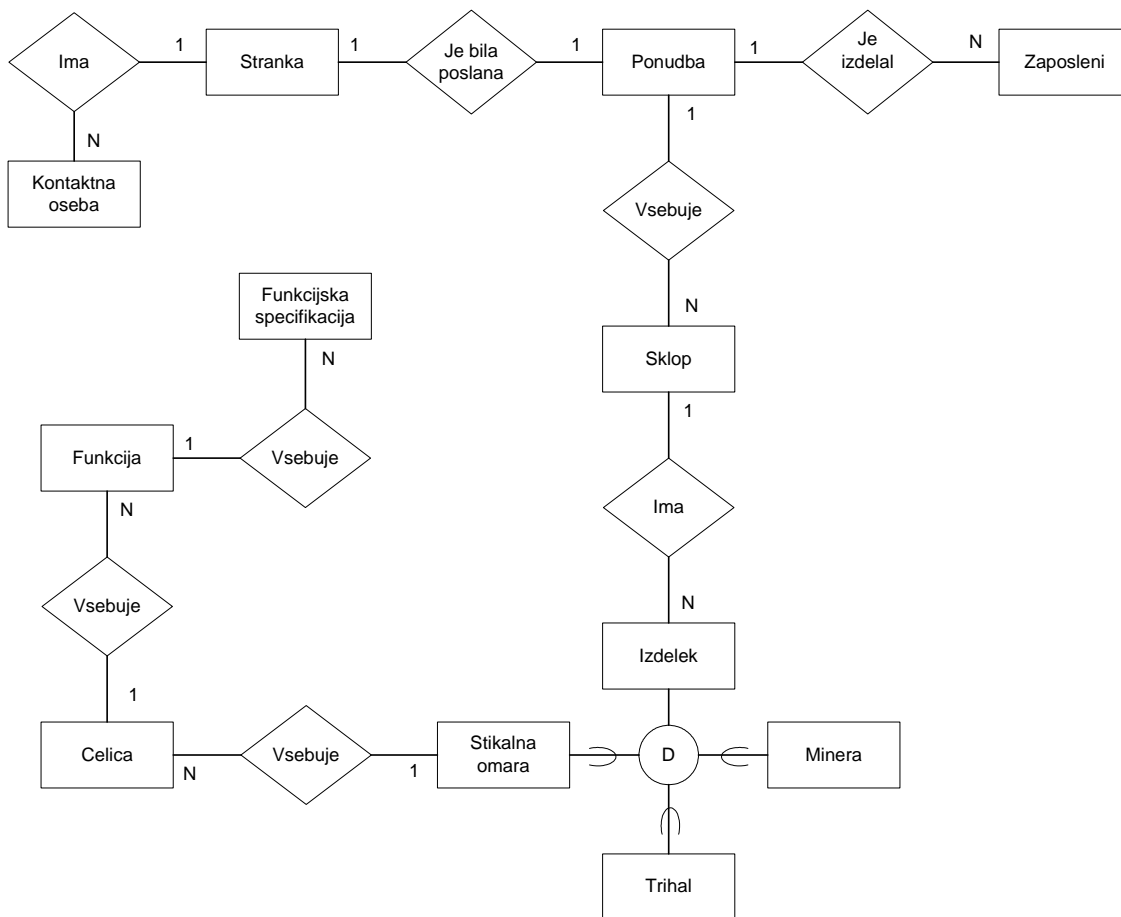 Ima
1
Stranka
1
Je bila
poslana
1
Ponudba
1
Je
izdelal
N
Zaposleni
N
Kontaktna
oseba
1
Vsebuje
N
Funkcijska
specifikacija
N
Sklop
1
Funkcija
1
Vsebuje
N
Ima
N
Vsebuje
1
Izdelek
Celica
N
Vsebuje
1
Stikalna
omara
D
Minera
Trihal